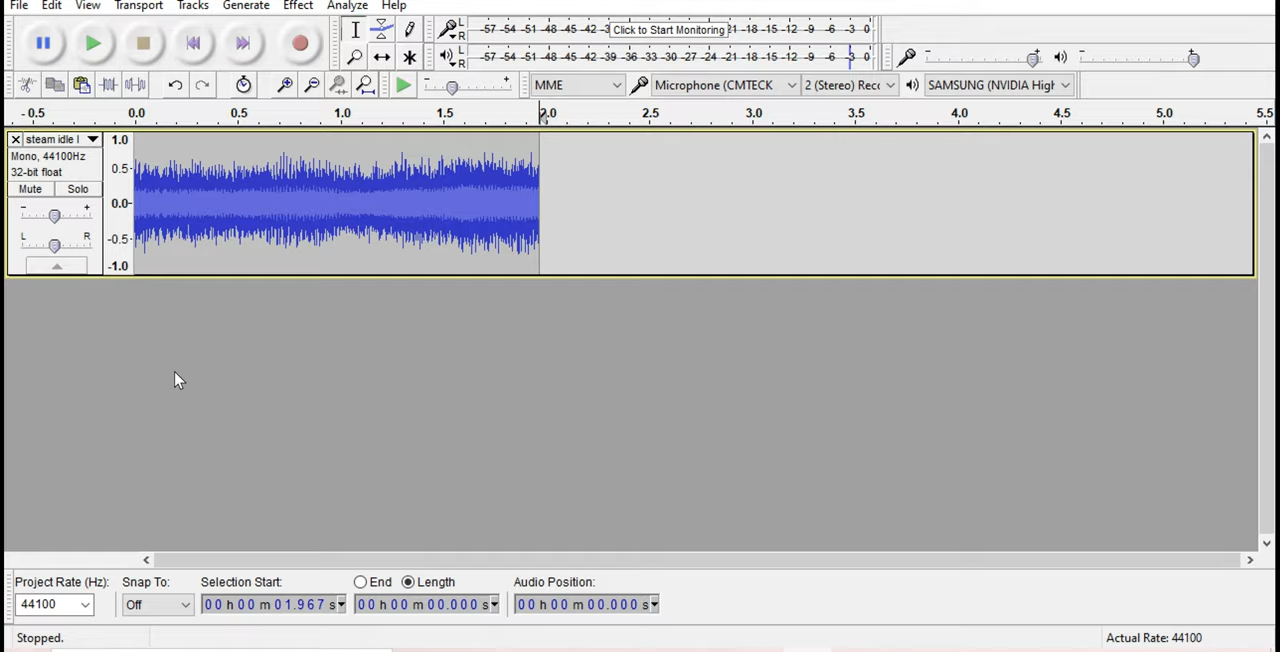 File Edit View Transport Tracks Generate Effect Analyze Help
L R -57 -54 -51 -48 -45 -42 -3 Click to Start Monitoring 1 -18 -15 -12 -9 -6 -3 0
L R -57 -54 -51 -48 -45 -42 -39 -36 -33 -30 -27 -24 -21 -18 -15 -12 -9 -6 -3 0 - + - +
- + MME Microphone (CMTECK 2 (Stereo) Recc SAMSUNG (NVIDIA High
- 0.5 0.0 0.5 1.0 1.5 2.0 2.5 3.0 3.5 4.0 4.5 5.0 5.5
steam idle l 1.0
Mono, 44100Hz
32-bit float 0.5-
Mute Solo
- + 0.0-
L R -0.5-
-1.0
Project Rate (Hz): Snap To: Selection Start: End Length Audio Position:
44100 Off 00 h 00 m 01.967 s 00 h 00 m 00.000 s 00 h 00 m 00.000 s
Stopped. Actual Rate: 44100